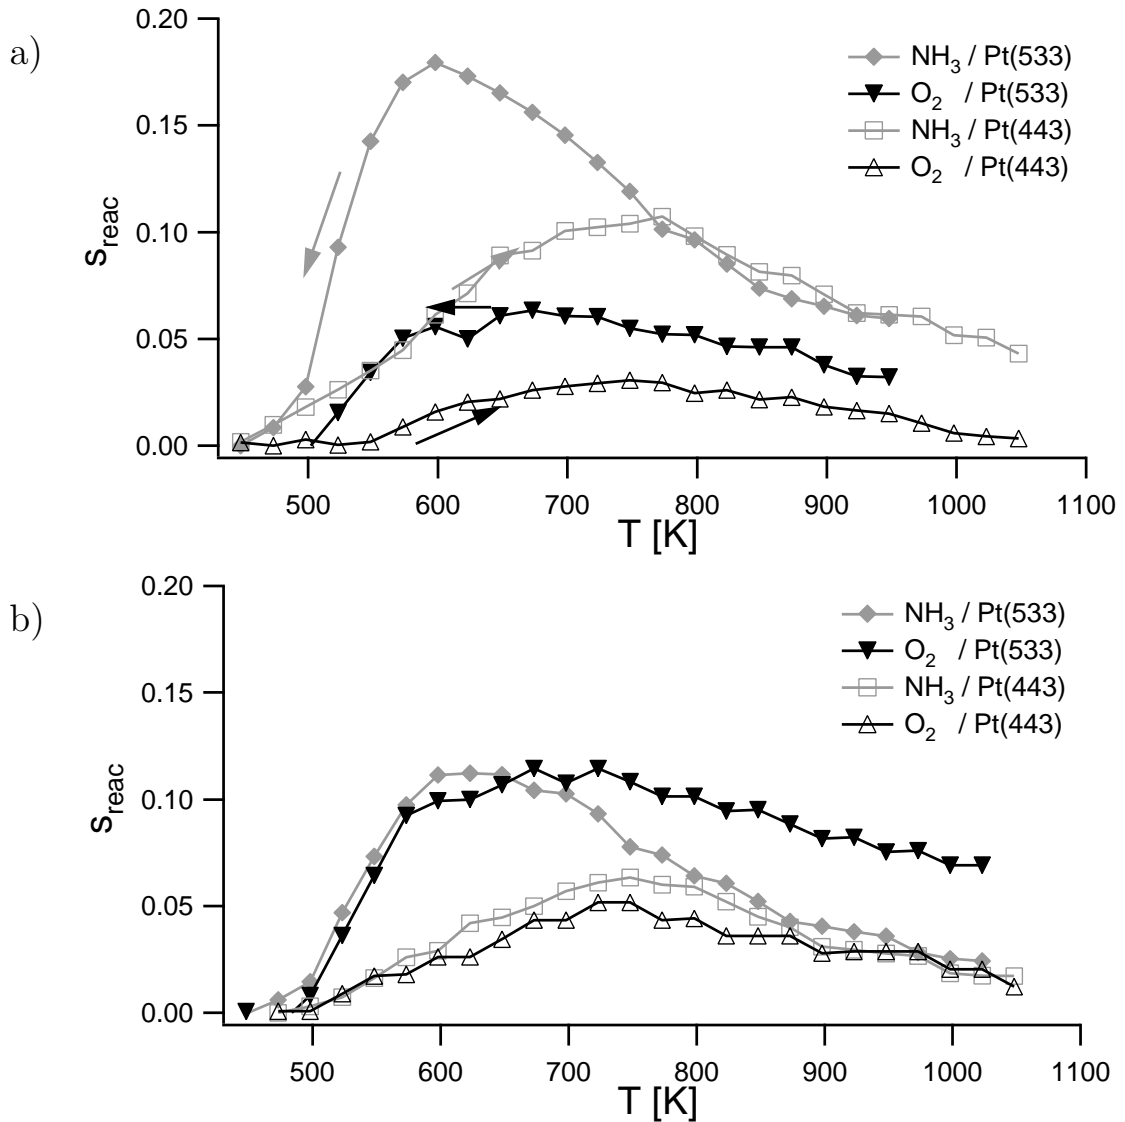 a)
0.20
0.15
0.10
0.05
0.00
s_reac
NH3 / Pt(533)
O2 / Pt(533)
NH3 / Pt(443)
O2 / Pt(443)
500 600 700 800 900 1000 1100
T [K]
b)
0.20
0.15
0.10
0.05
0.00
s_reac
NH3 / Pt(533)
O2 / Pt(533)
NH3 / Pt(443)
O2 / Pt(443)
500 600 700 800 900 1000 1100
T [K]